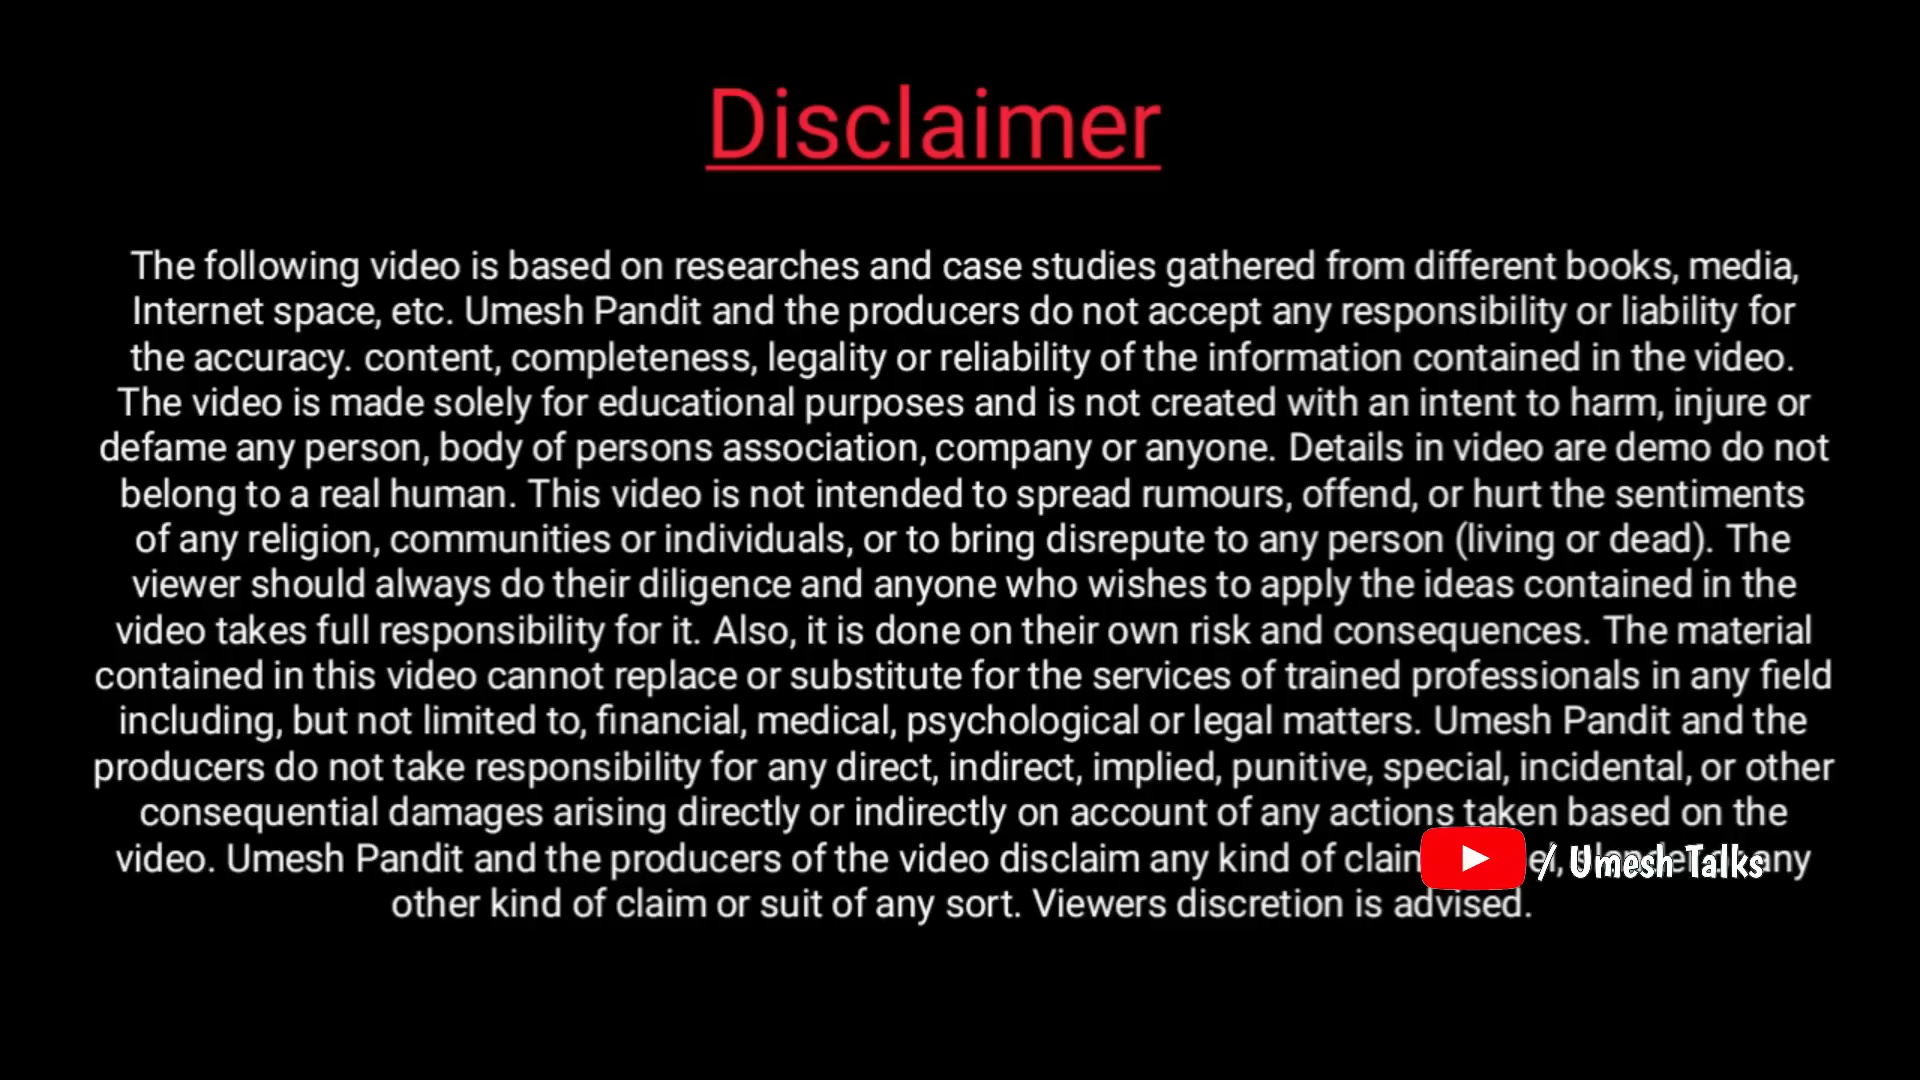 Disclaimer
The following video is based on researches and case studies gathered from different books, media,
Internet space, etc. Umesh Pandit and the producers do not accept any responsibility or liability for
the accuracy. content, completeness, legality or reliability of the information contained in the video.
The video is made solely for educational purposes and is not created with an intent to harm, injure or
defame any person, body of persons association, company or anyone. Details in video are demo do not
belong to a real human. This video is not intended to spread rumours, offend, or hurt the sentiments
of any religion, communities or individuals, or to bring disrepute to any person (living or dead). The
viewer should always do their diligence and anyone who wishes to apply the ideas contained in the
video takes full responsibility for it. Also, it is done on their own risk and consequences. The material
contained in this video cannot replace or substitute for the services of trained professionals in any field
including, but not limited to, financial, medical, psychological or legal matters. Umesh Pandit and the
producers do not take responsibility for any direct, indirect, implied, punitive, special, incidental, or other
consequential damages arising directly or indirectly on account of any actions taken based on the
video. Umesh Pandit and the producers of the video disclaim any kind of any
/ Umesh Talks
other kind of claim or suit of any sort. Viewers discretion is advised.